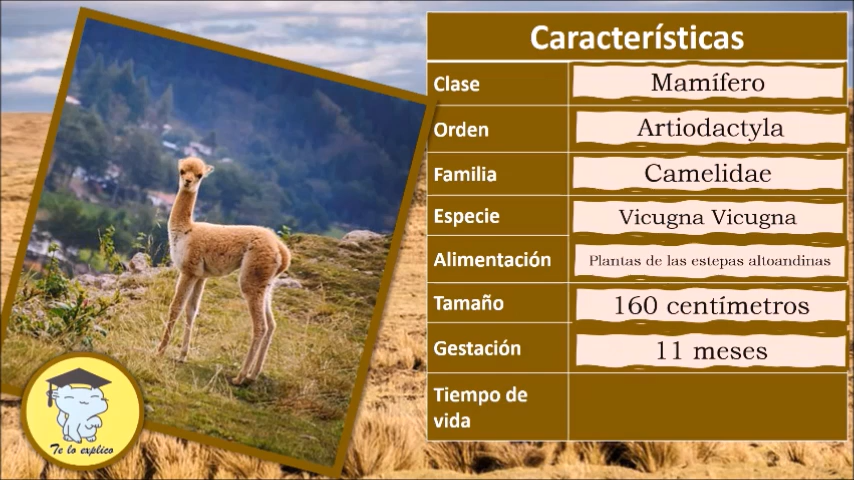 Características
Clase Mamífero
Orden Artiodactyla
Familia Camelidae
Especie Vicugna Vicugna
Alimentación Plantas de las estepas altoandinas
Tamaño 160 centímetros
Gestación 11 meses
Tiempo de
vida
Te lo explico